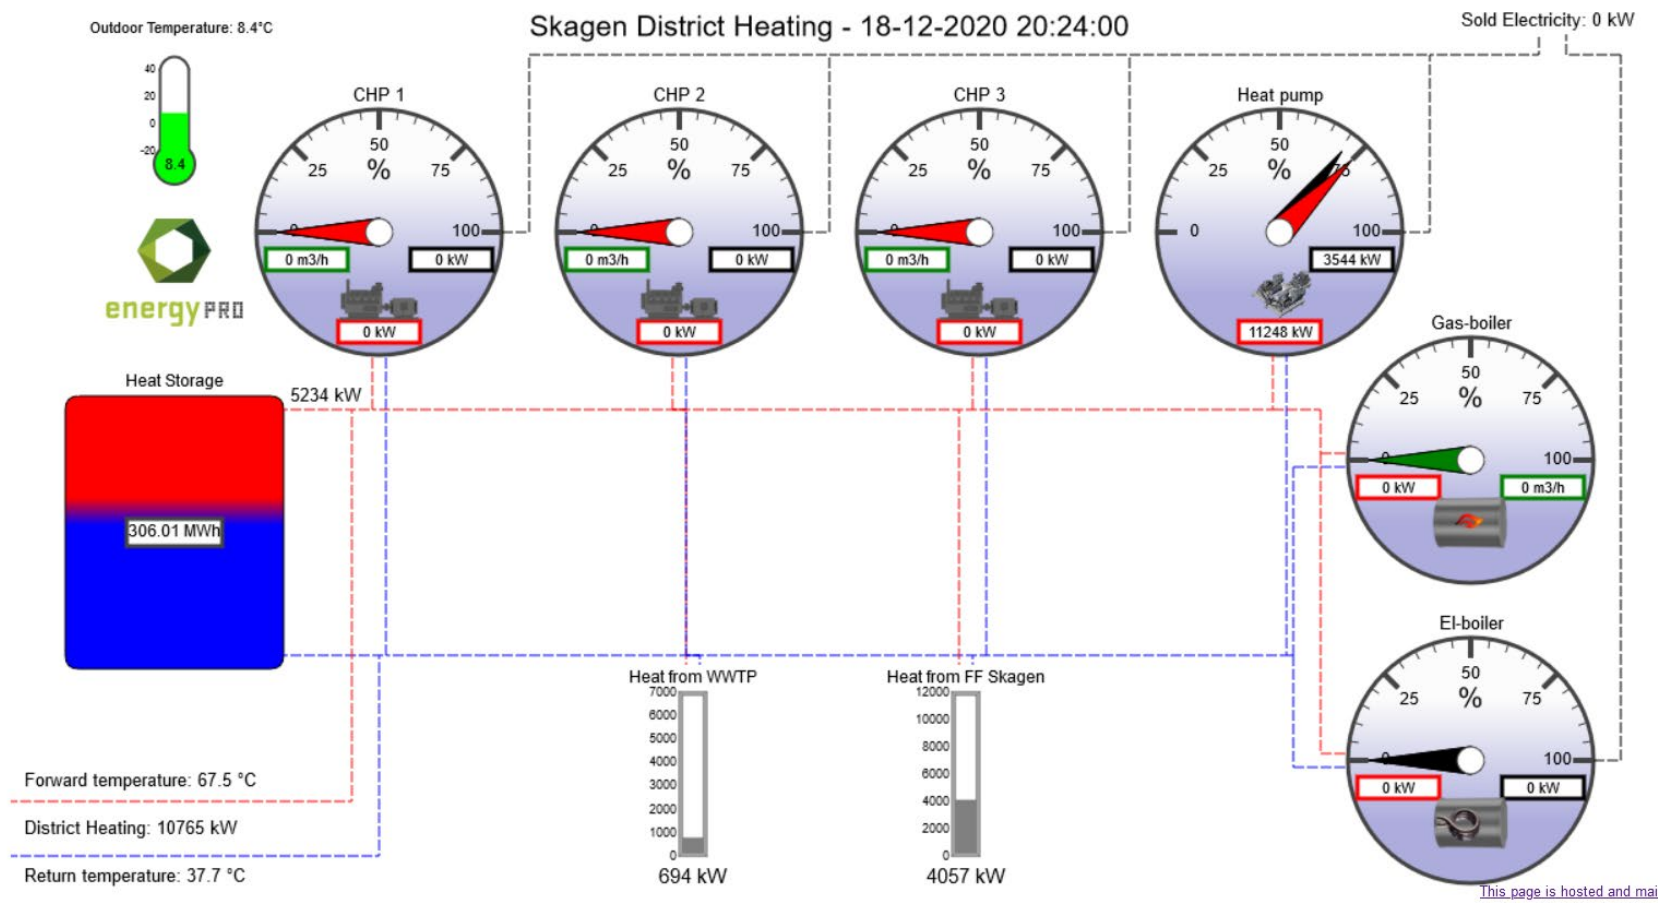 Outdoor Temperature: 8.4°C
Skagen District Heating - 18-12-2020 20:24:00
Sold Electricity: 0 kW
40
20
0
-20
8.4
energyPRO
CHP 1
50
%
25
75
0
100
0 m3/h
0 kW
0 kW
CHP 2
50
%
25
75
0
100
0 m3/h
0 kW
0 kW
CHP 3
50
%
25
75
0
100
0 m3/h
0 kW
0 kW
Heat pump
50
%
25
75
0
100
3544 kW
11248 kW
Gas-boiler
50
%
25
75
0
100
0 kW
0 m3/h
Heat Storage
5234 kW
306.01 MWh
El-boiler
50
%
25
75
0
100
0 kW
0 kW
Heat from WWTP
7000
6000
5000
4000
3000
2000
1000
0
694 kW
Heat from FF Skagen
12000
10000
8000
6000
4000
2000
0
4057 kW
Forward temperature: 67.5 °C
District Heating: 10765 kW
Return temperature: 37.7 °C
This page is hosted and mai